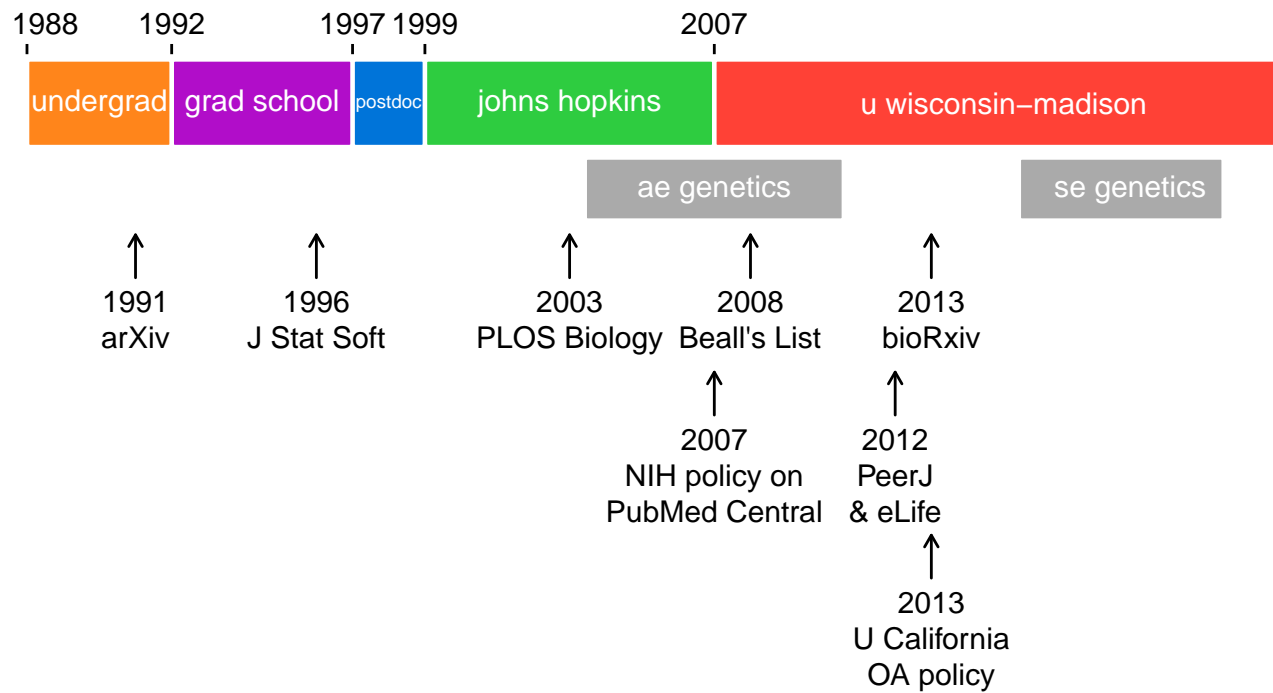 1988 1992 1997 1999 2007
undergrad grad school postdoc johns hopkins u wisconsin−madison
ae genetics se genetics
1991 1996 2003 2008 2013
arXiv J Stat Soft PLOS Biology Beall's List bioRxiv
2007 2012
NIH policy on PeerJ
PubMed Central & eLife
2013
U California
OA policy